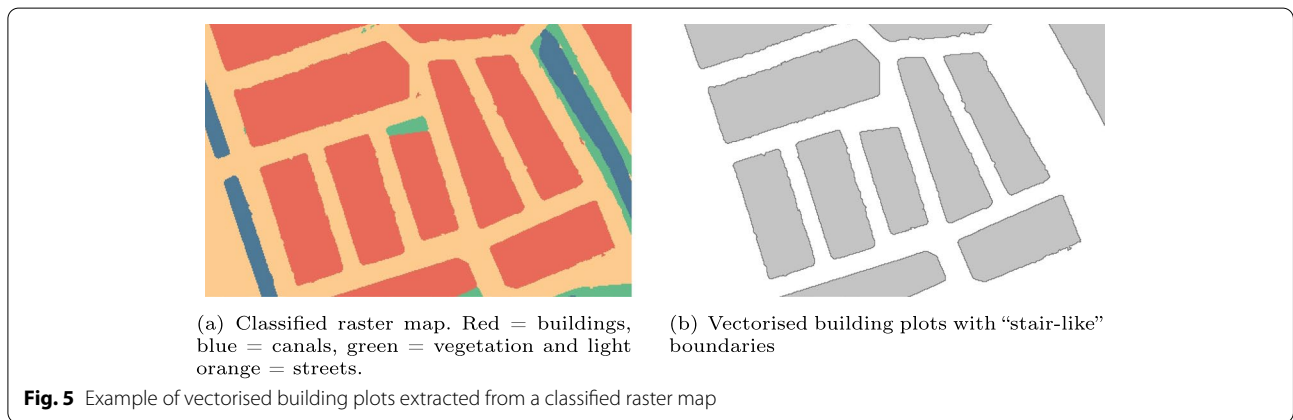 (a) Classified raster map. Red = buildings,
blue = canals, green = vegetation and light
orange = streets.
(b) Vectorised building plots with “stair-like”
boundaries
Fig. 5 Example of vectorised building plots extracted from a classified raster map